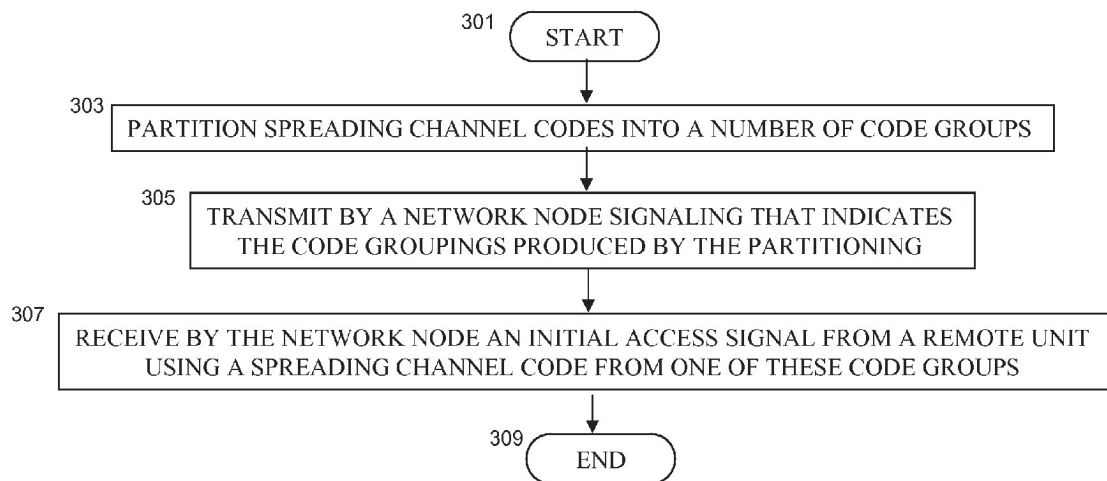 301
START
303
PARTITION SPREADING CHANNEL CODES INTO A NUMBER OF CODE GROUPS
305
TRANSMIT BY A NETWORK NODE SIGNALING THAT INDICATES
THE CODE GROUPINGS PRODUCED BY THE PARTITIONING
307
RECEIVE BY THE NETWORK NODE AN INITIAL ACCESS SIGNAL FROM A REMOTE UNIT
USING A SPREADING CHANNEL CODE FROM ONE OF THESE CODE GROUPS
309
END